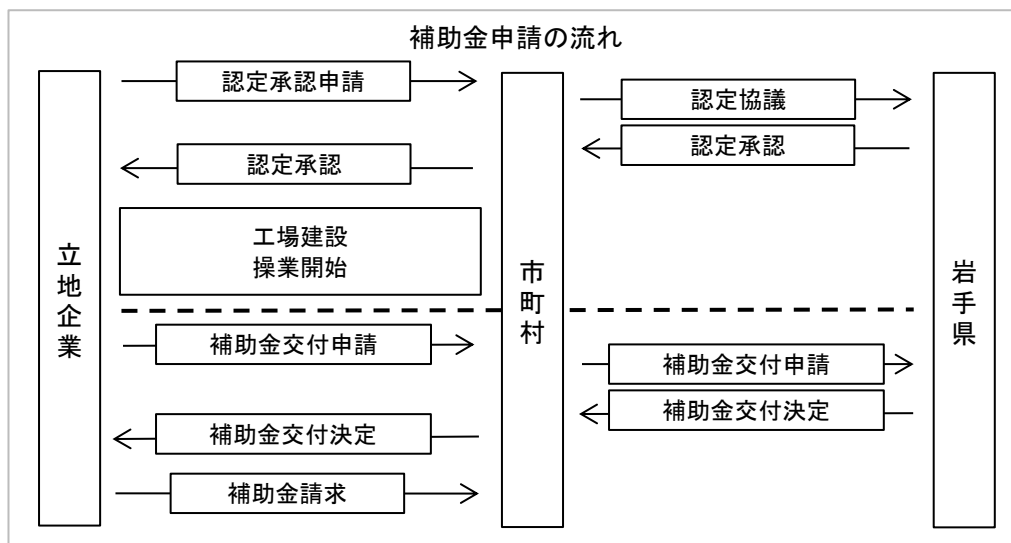 補助金申請の流れ
立地企業
市町村
岩手県
認定承認申請
認定協議
認定承認
認定承認
工場建設
操業開始
補助金交付申請
補助金交付申請
補助金交付決定
補助金交付決定
補助金請求